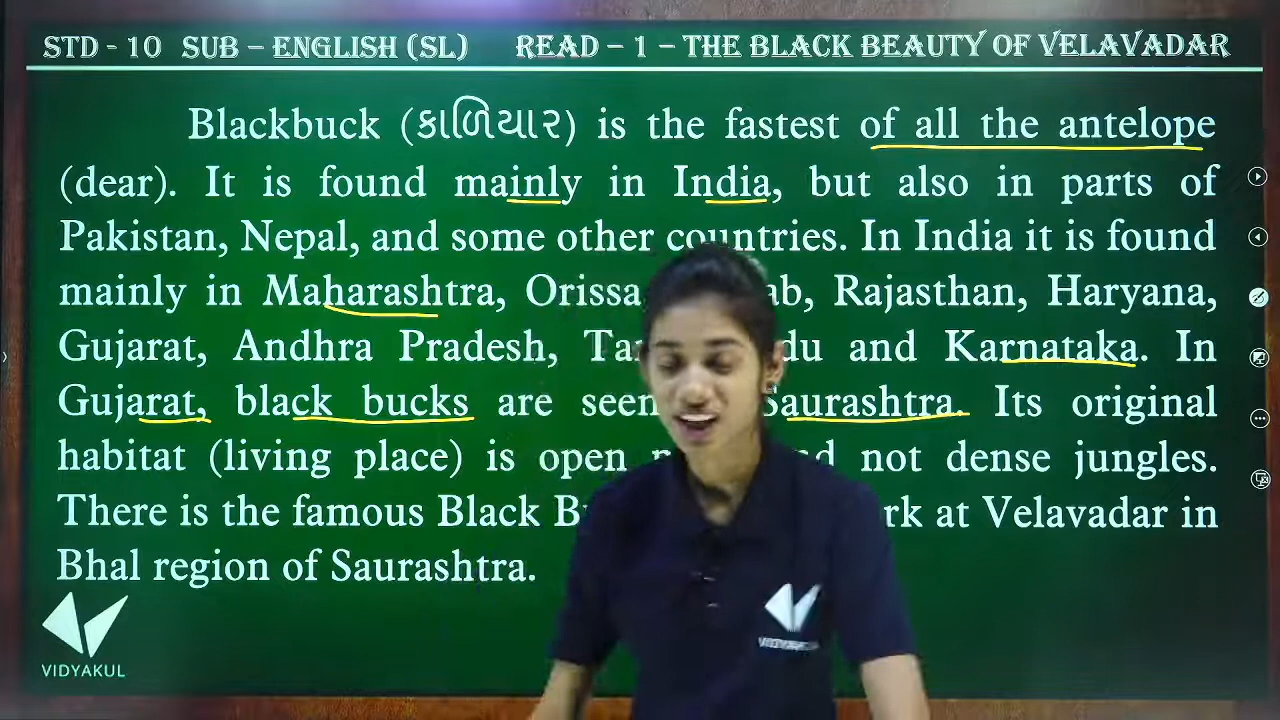 STD - 10 SUB – ENGLISH (SL) READ – 1 – THE BLACK BEAUTY OF VELAVADAR
Blackbuck (કાળિયાર) is the fastest of all the antelope
(dear). It is found mainly in India, but also in parts of
Pakistan, Nepal, and some other countries. In India it is found
mainly in Maharashtra, Orissa, Rajasthan, Haryana,
Gujarat, Andhra Pradesh, and Karnataka. In
Gujarat, black bucks are seen Saurashtra. Its original
habitat (living place) is open not dense jungles.
There is the famous Black at Velavadar in
Bhal region of Saurashtra.
VIDYAKUL
VIDYAKUL